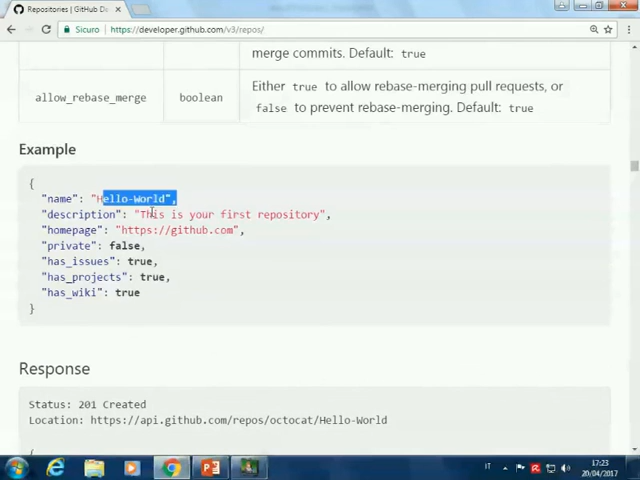 Repositories | GitHub De
Sicuro
https://developer.github.com/v3/repos/
merge commits. Default: true
allow_rebase_merge
boolean
Either true to allow rebase-merging pull requests, or
false to prevent rebase-merging. Default: true
Example
{
"name": "Hello-World",
"description": "This is your first repository",
"homepage": "https://github.com",
"private": false,
"has_issues": true,
"has_projects": true,
"has_wiki": true
}
Response
Status: 201 Created
Location: https://api.github.com/repos/octocat/Hello-World
{
IT
17:23
20/04/2017